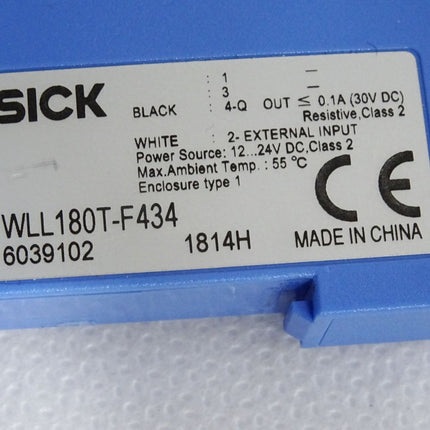 SICK
: 1 —
: 3 —
BLACK : 4-Q OUT ≤ 0.1A (30V DC)
Resistive,Class 2
WHITE : 2- EXTERNAL INPUT
Power Source: 12...24V DC,Class 2
Max.Ambient Temp. : 55 °C
Enclosure type 1
CE
WLL180T-F434
6039102 1814H MADE IN CHINA